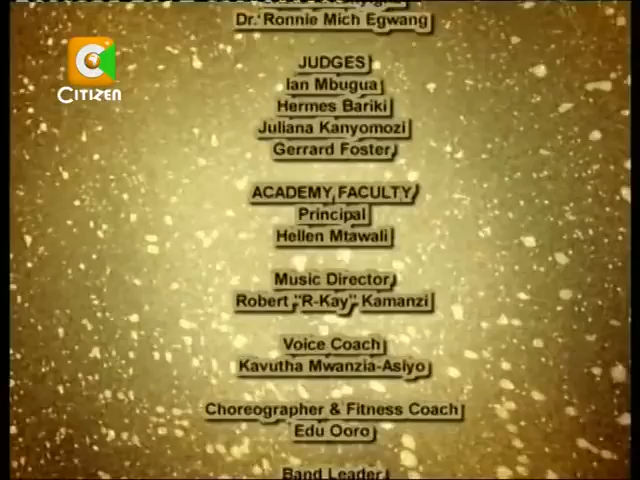 Dr. Ronnie Mich Egwang
JUDGES
Ian Mbugua
Hermes Bariki
Juliana Kanyomozi
Gerrard Foster
CITIZEN
ACADEMY FACULTY
Principal
Hellen Mtawali
Music Director
Robert "R-Kay" Kamanzi
Voice Coach
Kavutha Mwanzia-Asiyo
Choreographer & Fitness Coach
Edu Ooro
Band Leader